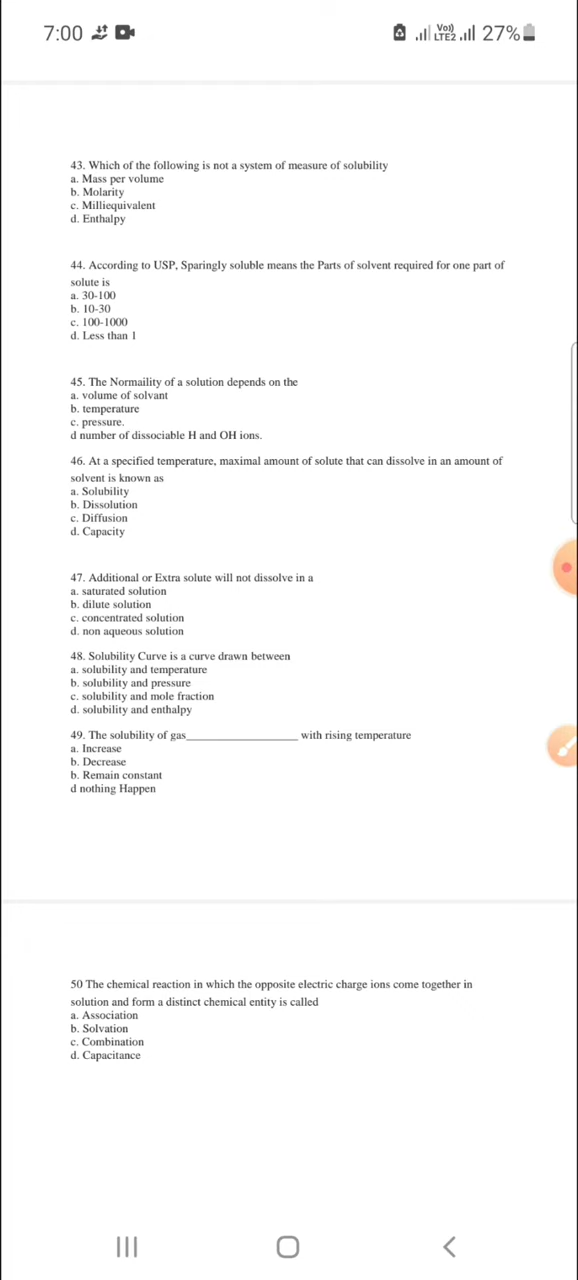 7:00
Vo))
LTE2
27%
43. Which of the following is not a system of measure of solubility
a. Mass per volume
b. Molarity
c. Milliequivalent
d. Enthalpy
44. According to USP, Sparingly soluble means the Parts of solvent required for one part of
solute is
a. 30-100
b. 10-30
c. 100-1000
d. Less than 1
45. The Normaility of a solution depends on the
a. volume of solvant
b. temperature
c. pressure.
d number of dissociable H and OH ions.
46. At a specified temperature, maximal amount of solute that can dissolve in an amount of
solvent is known as
a. Solubility
b. Dissolution
c. Diffusion
d. Capacity
47. Additional or Extra solute will not dissolve in a
a. saturated solution
b. dilute solution
c. concentrated solution
d. non aqueous solution
48. Solubility Curve is a curve drawn between
a. solubility and temperature
b. solubility and pressure
c. solubility and mole fraction
d. solubility and enthalpy
49. The solubility of gas____________________ with rising temperature
a. Increase
b. Decrease
b. Remain constant
d nothing Happen
50 The chemical reaction in which the opposite electric charge ions come together in
solution and form a distinct chemical entity is called
a. Association
b. Solvation
c. Combination
d. Capacitance